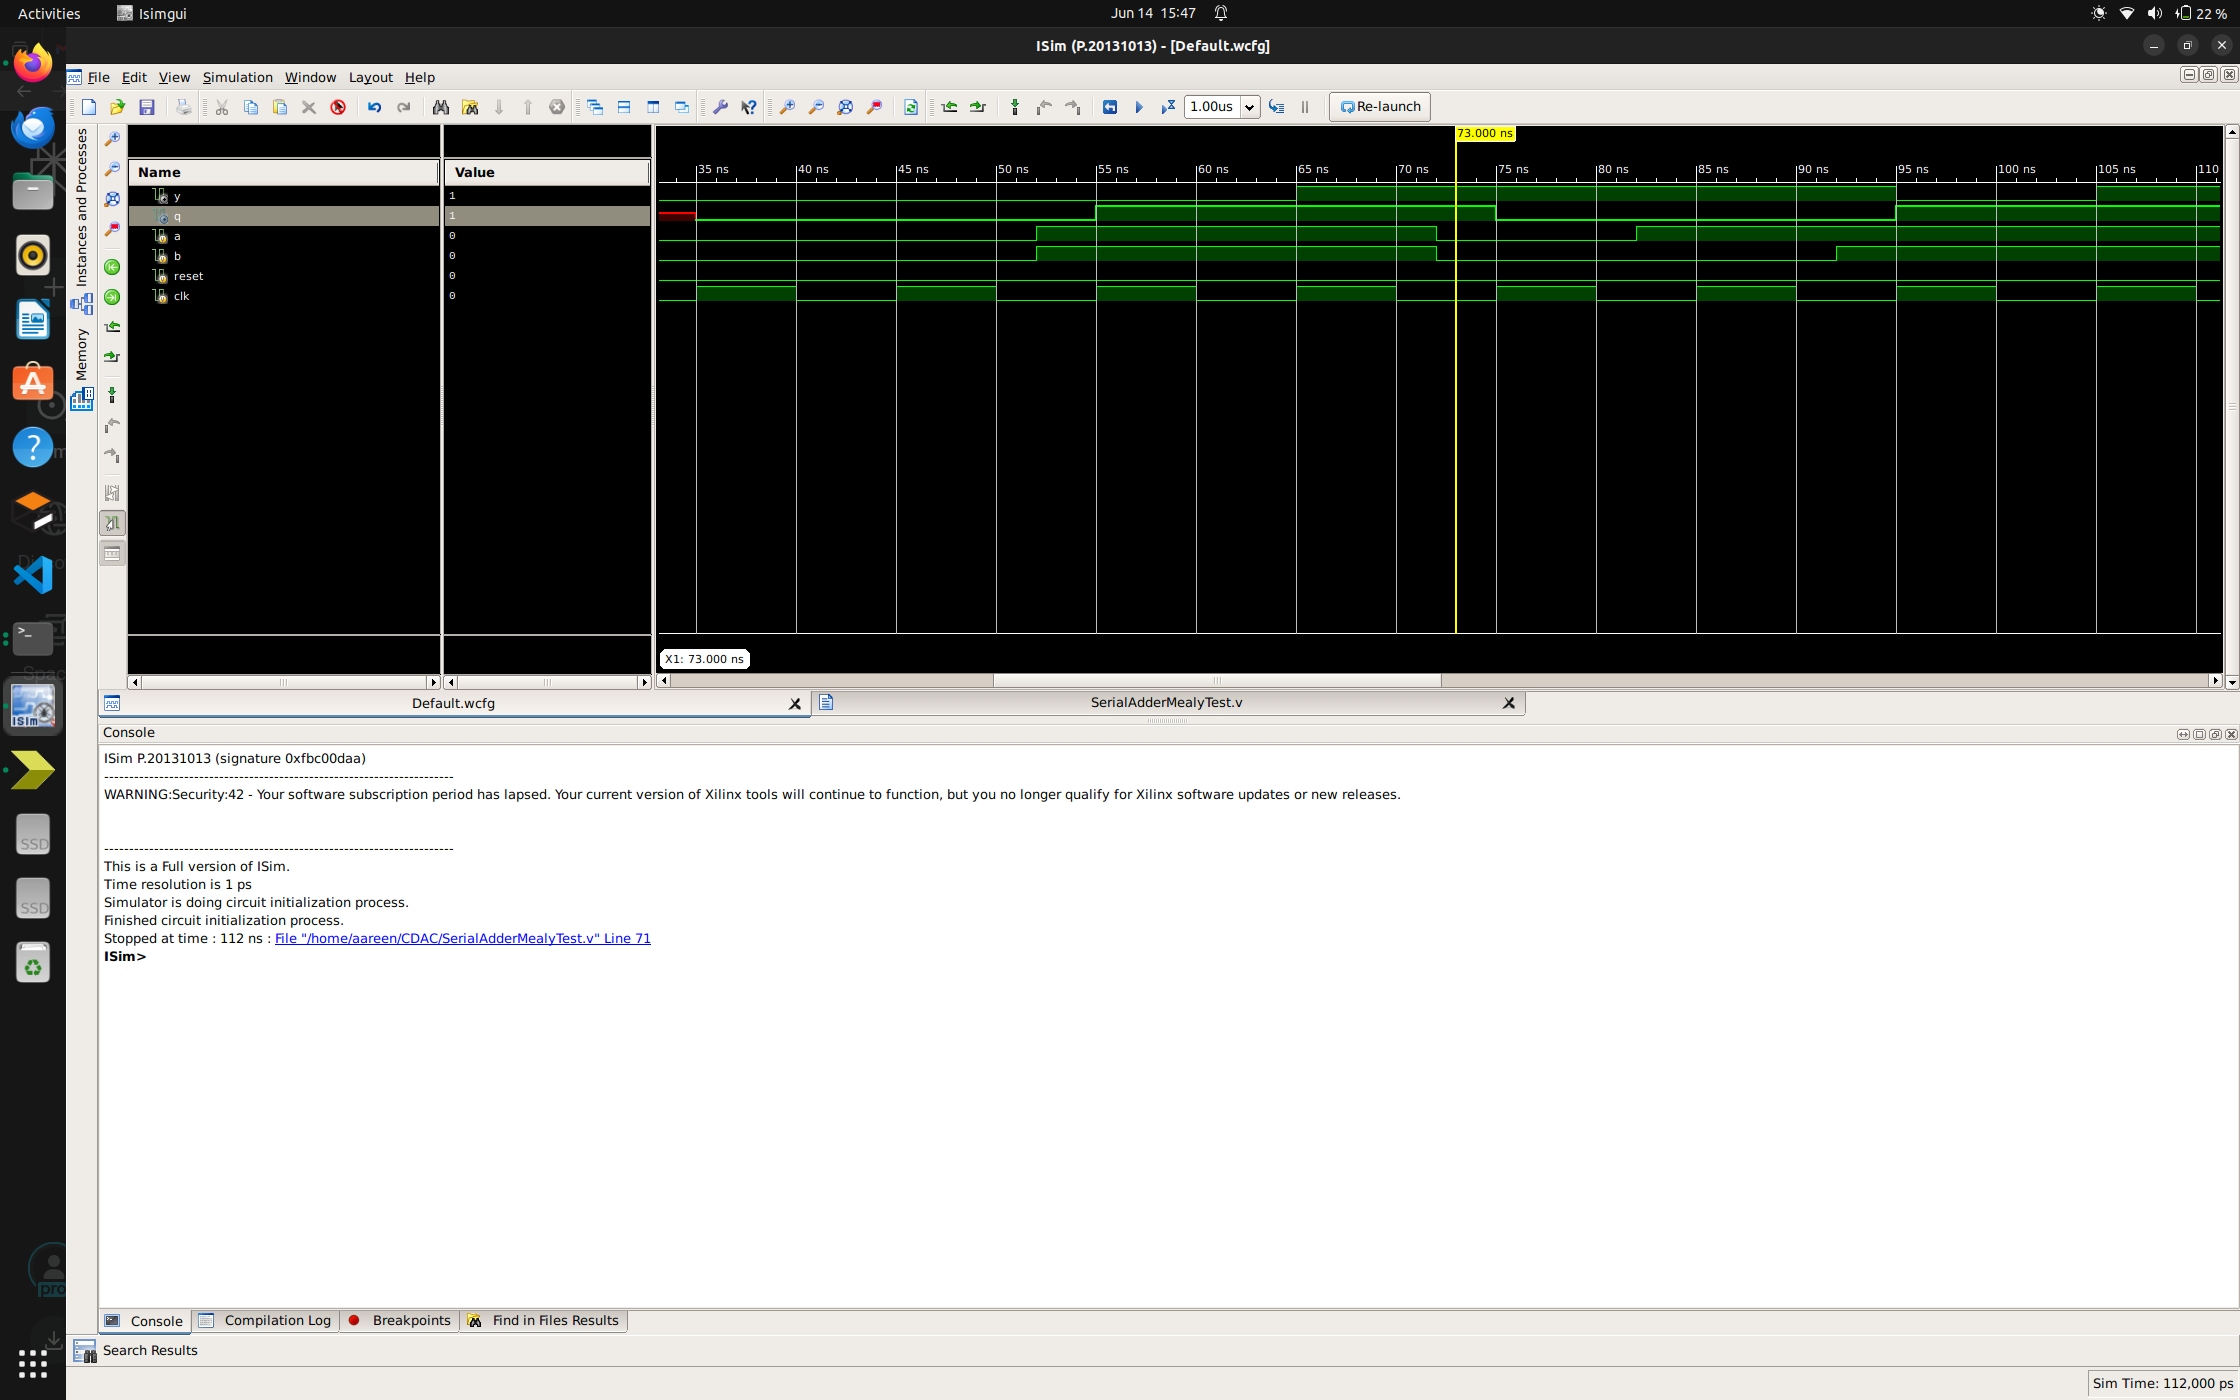 Activities Isimgui Jun 14 15:47 22 %
ISim (P.20131013) - [Default.wcfg]
File Edit View Simulation Window Layout Help
1.00us Re-launch
Instances and Processes
Memory
73.000 ns
Name Value
35 ns 40 ns 45 ns 50 ns 55 ns 60 ns 65 ns 70 ns 75 ns 80 ns 85 ns 90 ns 95 ns 100 ns 105 ns 110
y 1
q 1
a 0
b 0
reset 0
clk 0
X1: 73.000 ns
Default.wcfg SerialAdderMealyTest.v
Console
ISim P.20131013 (signature 0xfbc00daa)
----------------------------------------------------------------------
WARNING:Security:42 - Your software subscription period has lapsed. Your current version of Xilinx tools will continue to function, but you no longer qualify for Xilinx software updates or new releases.
----------------------------------------------------------------------
This is a Full version of ISim.
Time resolution is 1 ps
Simulator is doing circuit initialization process.
Finished circuit initialization process.
Stopped at time : 112 ns : File "/home/aareen/CDAC/SerialAdderMealyTest.v" Line 71
ISim>
Console Compilation Log Breakpoints Find in Files Results
Search Results
Sim Time: 112,000 ps
ISim
SSD
SSD